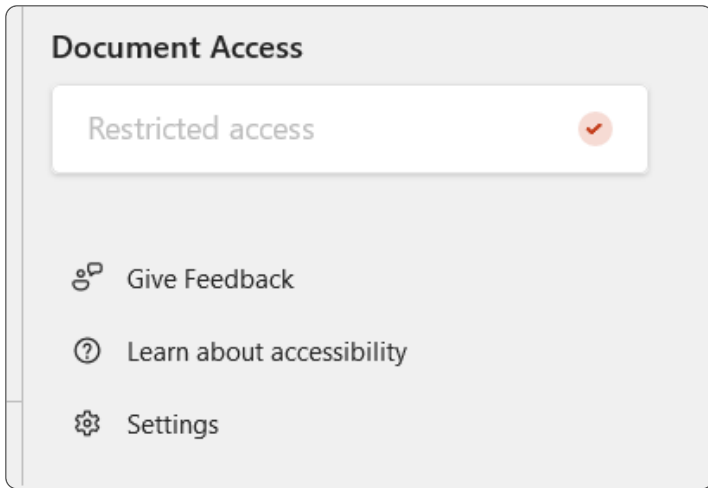 Document Access
Restricted access
Give Feedback
Learn about accessibility
Settings